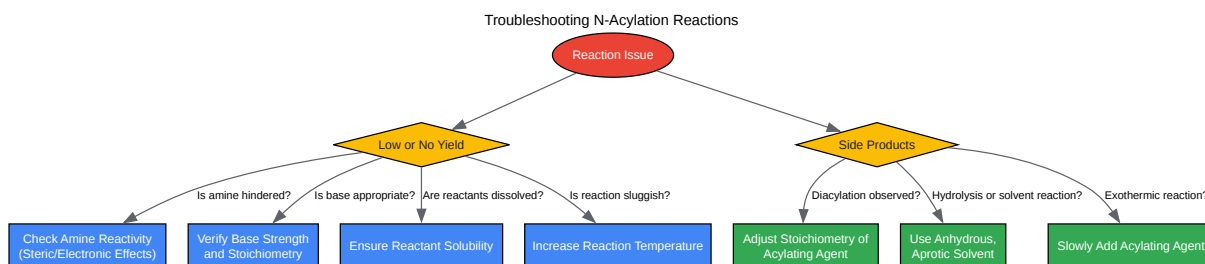 Troubleshooting N-Acylation Reactions
Reaction Issue
Low or No Yield
Side Products
Is amine hindered?
Is base appropriate?
Are reactants dissolved?
Is reaction sluggish?
Diacylation observed?
Hydrolysis or solvent reaction?
Exothermic reaction?
Check Amine Reactivity
(Steric/Electronic Effects)
Verify Base Strength
and Stoichiometry
Ensure Reactant Solubility
Increase Reaction Temperature
Adjust Stoichiometry of
Acylating Agent
Use Anhydrous,
Aprotic Solvent
Slowly Add Acylating Agent